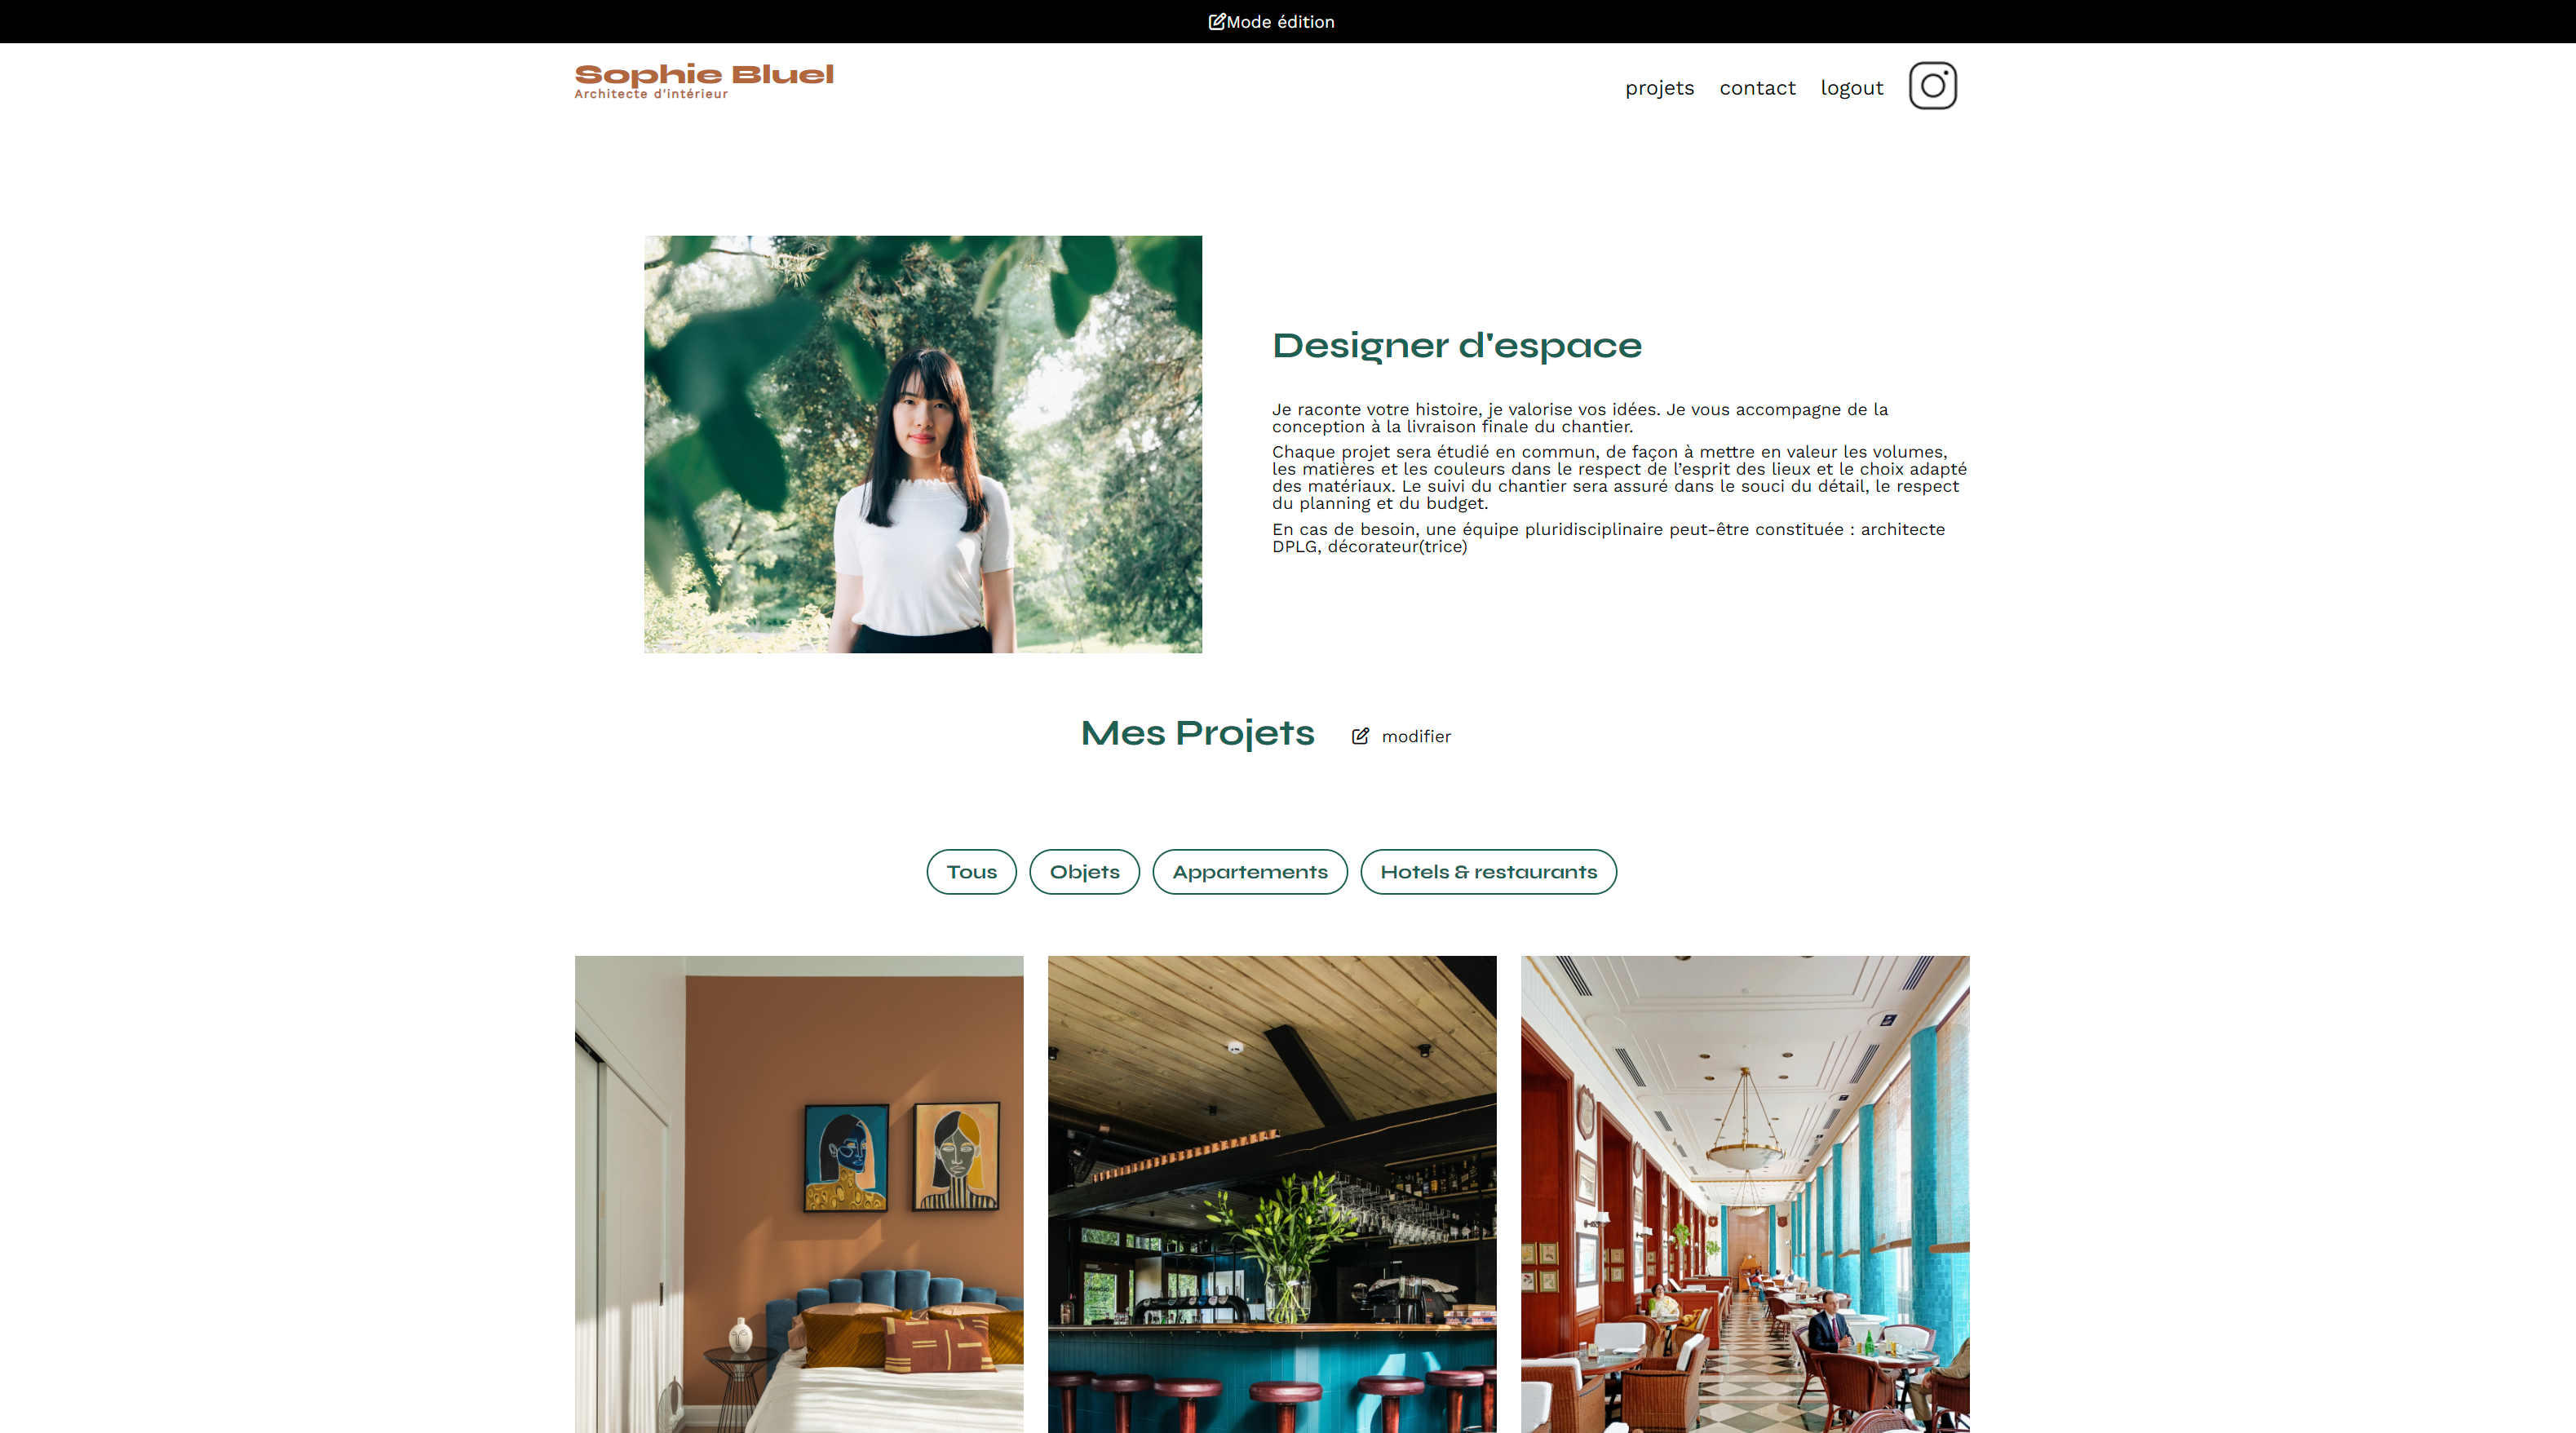 Mode édition
Sophie Bluel
Architecte d'intérieur
projets
contact
logout
Designer d'espace
Je raconte votre histoire, je valorise vos idées. Je vous accompagne de la
conception à la livraison finale du chantier.
Chaque projet sera étudié en commun, de façon à mettre en valeur les volumes,
les matières et les couleurs dans le respect de l’esprit des lieux et le choix adapté
des matériaux. Le suivi du chantier sera assuré dans le souci du détail, le respect
du planning et du budget.
En cas de besoin, une équipe pluridisciplinaire peut-être constituée : architecte
DPLG, décorateur(trice)
Mes Projets
modifier
Tous
Objets
Appartements
Hotels & restaurants